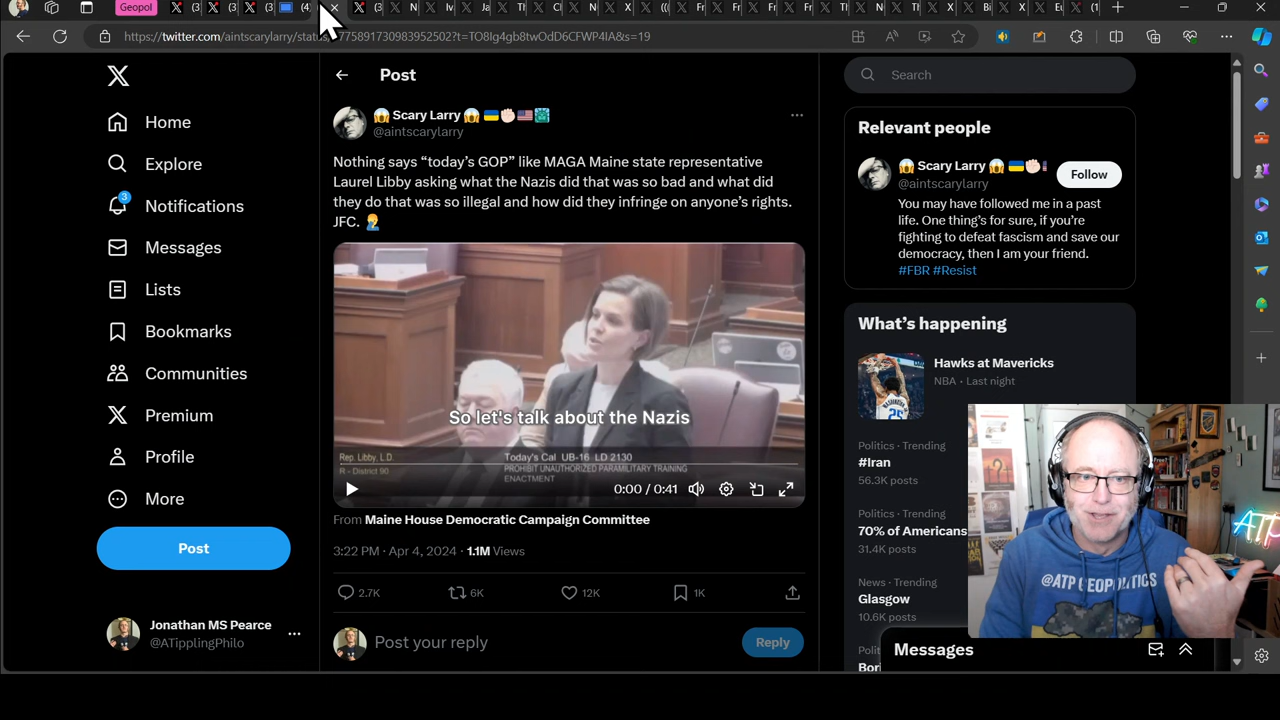 Geopol
https://twitter.com/aintscarylarry/status/
775891730983952502?t=TO8Ig4gb8twOdD6CFWP4IA&s=19
Post
Search
Scary Larry
@aintscarylarry
Nothing says “today’s GOP” like MAGA Maine state representative
Laurel Libby asking what the Nazis did that was so bad and what did
they do that was so illegal and how did they infringe on anyone’s rights.
JFC.
So let's talk about the Nazis
Rep. Libby, L.D.
R - District 90
Today's Cal UB-16 LD 2130
PROHIBIT UNAUTHORIZED PARAMILITARY TRAINING
ENACTMENT
0:00 / 0:41
From Maine House Democratic Campaign Committee
3:22 PM · Apr 4, 2024 · 1.1M Views
2.7K
6K
12K
1K
Post your reply
Reply
Home
Explore
3
Notifications
Messages
Lists
Bookmarks
Communities
Premium
Profile
More
Post
Jonathan MS Pearce
@ATipplingPhilo
Relevant people
Scary Larry
@aintscarylarry
Follow
You may have followed me in a past
life. One thing’s for sure, if you’re
fighting to defeat fascism and save our
democracy, then I am your friend.
#FBR #Resist
What’s happening
Hawks at Mavericks
NBA · Last night
Politics · Trending
#Iran
56.3K posts
Politics · Trending
70% of Americans
31.4K posts
News · Trending
Glasgow
10.6K posts
Messages
@ATP GEOPOLITICS
ATP